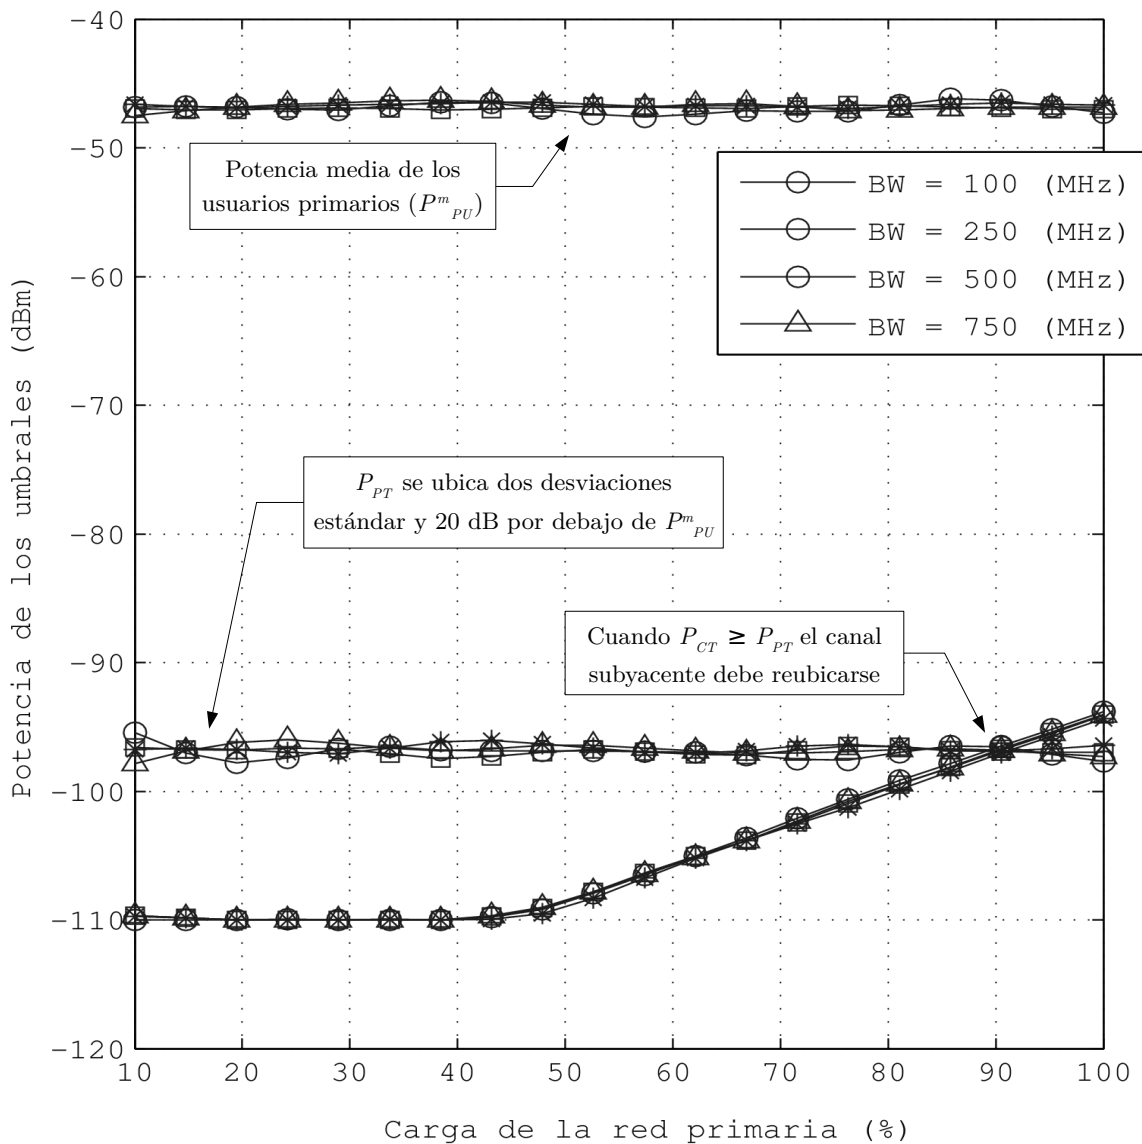 Potencia de los umbrales (dBm)
−40
−50
−60
−70
−80
−90
−100
−110
−120
Potencia media de los
usuarios primarios (P^m_PU)
BW = 100 (MHz)
BW = 250 (MHz)
BW = 500 (MHz)
BW = 750 (MHz)
P_PT se ubica dos desviaciones
estándar y 20 dB por debajo de P^m_PU
Cuando P_CT ≥ P_PT el canal
subyacente debe reubicarse
10 20 30 40 50 60 70 80 90 100
Carga de la red primaria (%)